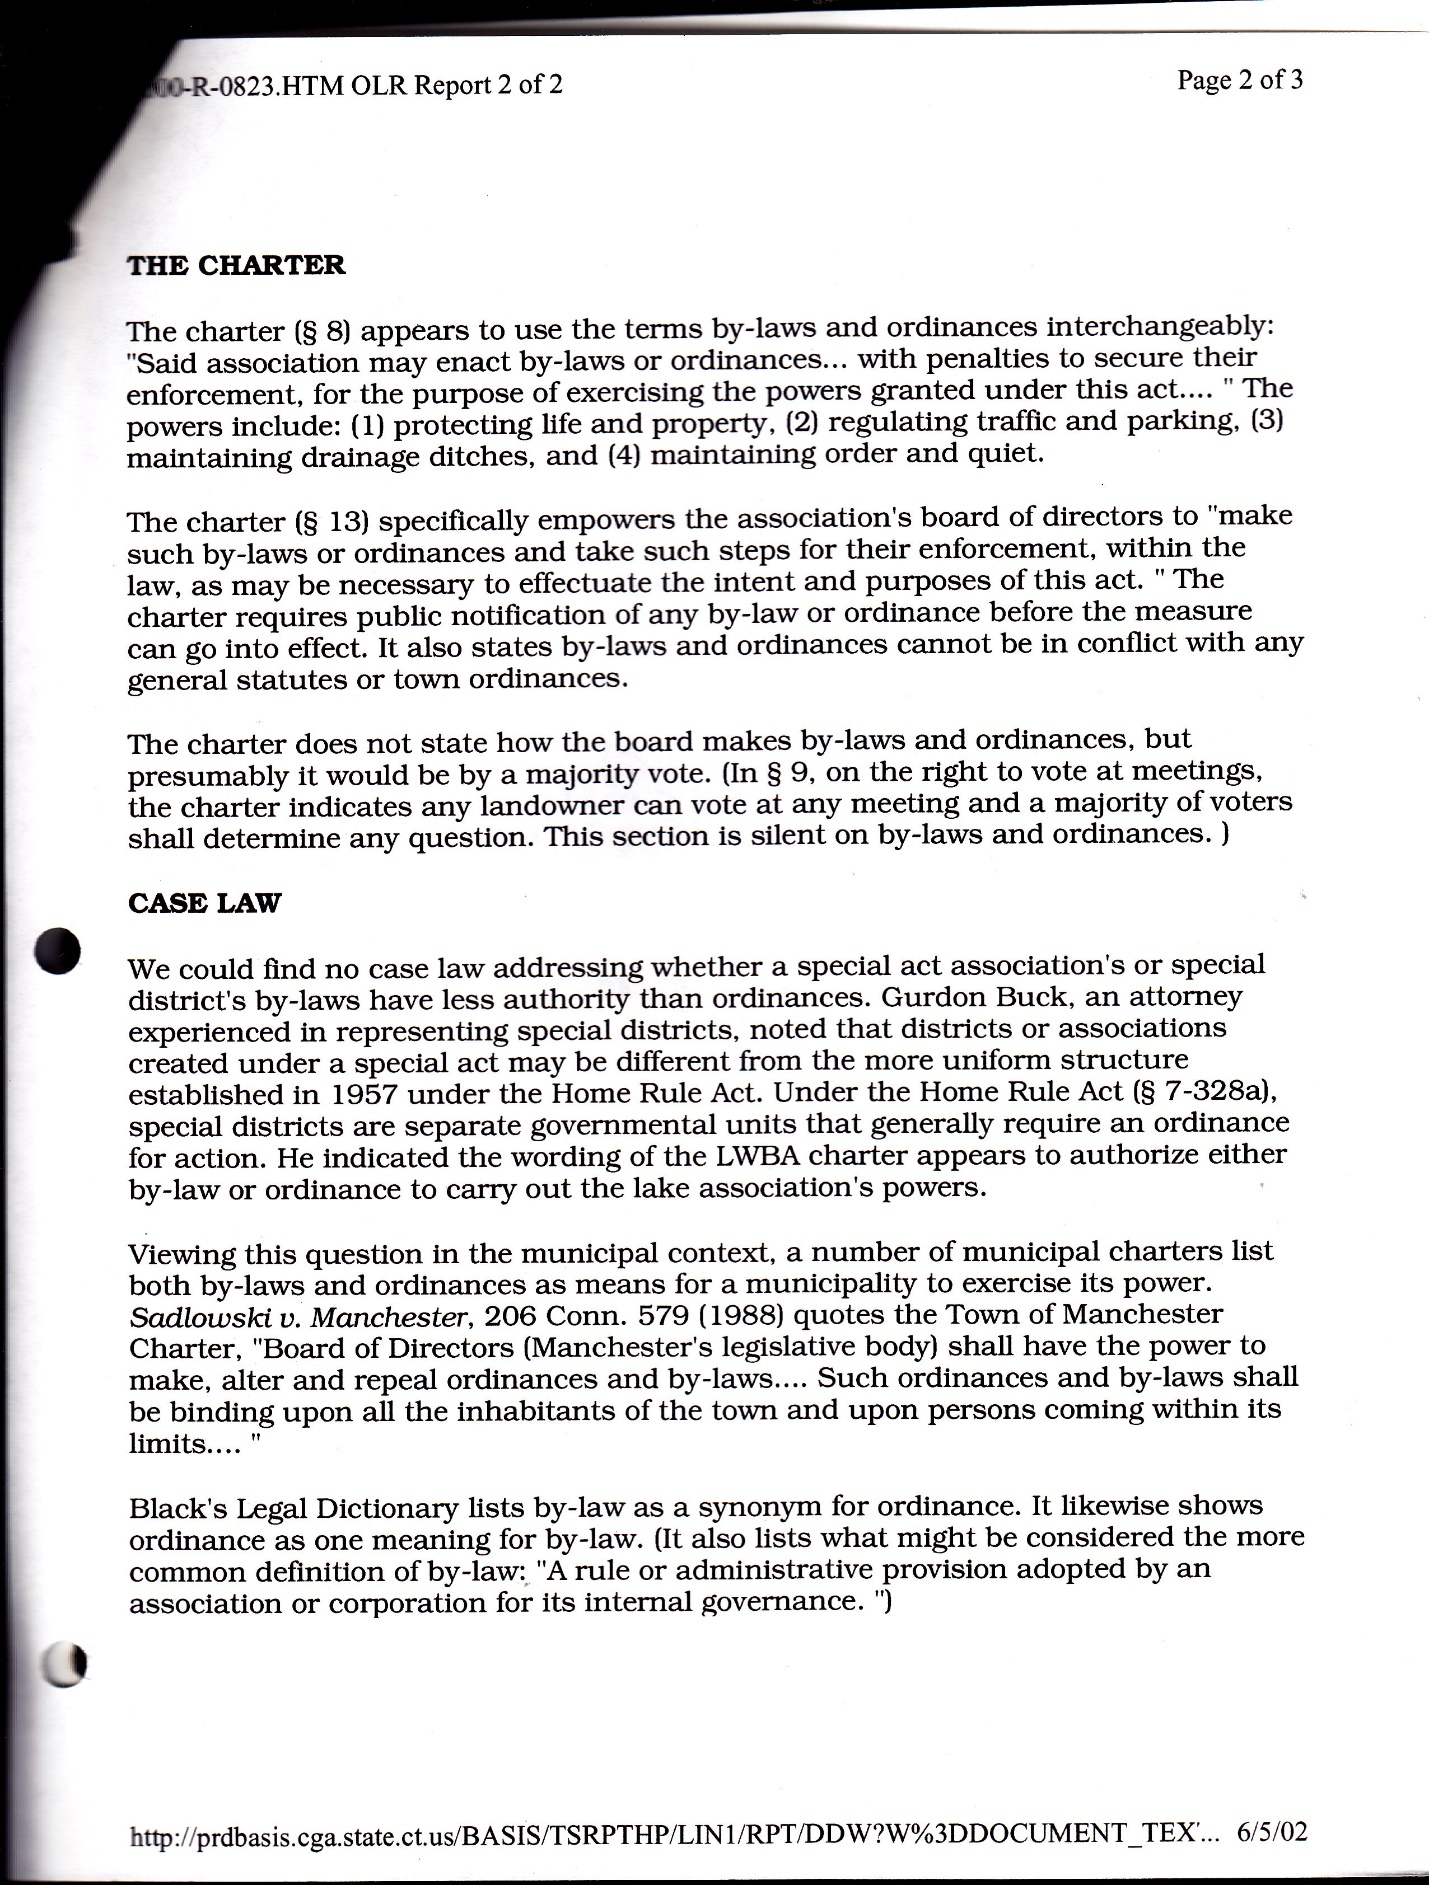 00-R-0823.HTM OLR Report 2 of 2 Page 2 of 3
THE CHARTER
The charter (§ 8) appears to use the terms by-laws and ordinances interchangeably:
"Said association may enact by-laws or ordinances... with penalties to secure their
enforcement, for the purpose of exercising the powers granted under this act.... " The
powers include: (1) protecting life and property, (2) regulating traffic and parking, (3)
maintaining drainage ditches, and (4) maintaining order and quiet.
The charter (§ 13) specifically empowers the association's board of directors to "make
such by-laws or ordinances and take such steps for their enforcement, within the
law, as may be necessary to effectuate the intent and purposes of this act. " The
charter requires public notification of any by-law or ordinance before the measure
can go into effect. It also states by-laws and ordinances cannot be in conflict with any
general statutes or town ordinances.
The charter does not state how the board makes by-laws and ordinances, but
presumably it would be by a majority vote. (In § 9, on the right to vote at meetings,
the charter indicates any landowner can vote at any meeting and a majority of voters
shall determine any question. This section is silent on by-laws and ordinances. )
CASE LAW
We could find no case law addressing whether a special act association's or special
district's by-laws have less authority than ordinances. Gurdon Buck, an attorney
experienced in representing special districts, noted that districts or associations
created under a special act may be different from the more uniform structure
established in 1957 under the Home Rule Act. Under the Home Rule Act (§ 7-328a),
special districts are separate governmental units that generally require an ordinance
for action. He indicated the wording of the LWBA charter appears to authorize either
by-law or ordinance to carry out the lake association's powers.
Viewing this question in the municipal context, a number of municipal charters list
both by-laws and ordinances as means for a municipality to exercise its power.
Sadlowski v. Manchester, 206 Conn. 579 (1988) quotes the Town of Manchester
Charter, "Board of Directors (Manchester's legislative body) shall have the power to
make, alter and repeal ordinances and by-laws.... Such ordinances and by-laws shall
be binding upon all the inhabitants of the town and upon persons coming within its
limits.... "
Black's Legal Dictionary lists by-law as a synonym for ordinance. It likewise shows
ordinance as one meaning for by-law. (It also lists what might be considered the more
common definition of by-law: "A rule or administrative provision adopted by an
association or corporation for its internal governance. ")
http://prdbasis.cga.state.ct.us/BASIS/TSRPTHP/LIN1/RPT/DDW?W%3DDOCUMENT_TEX'... 6/5/02